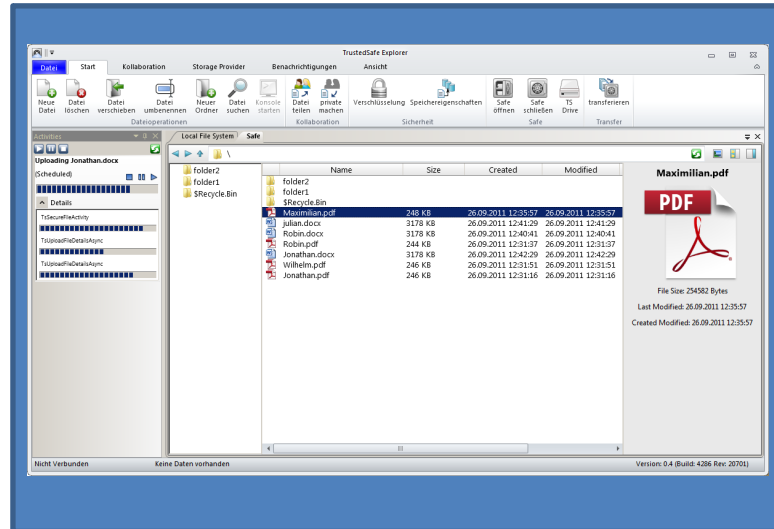 TrustedSafe Explorer
Datei Start Kollaboration Storage Provider Benachrichtigungen Ansicht
Neue Datei
Datei löschen
Datei verschieben
Datei umbenennen
Neuer Ordner
Datei suchen
Konsole starten
Datei teilen
private machen
Verschlüsselung
Speichereigenschaften
Safe öffnen
Safe schließen
TS Drive
transferieren
Dateioperationen Kollaboration Sicherheit Safe Transfer
Activities
Uploading Jonathan.docx
(Scheduled)
Details
TsSecureFileActivity
TsUploadFileDetailsAsync
TsUploadFileDetailsAsync
Local File System Safe
\
folder2
folder1
$Recycle.Bin
Name Size Created Modified
folder2
folder1
$Recycle.Bin
Maximilian.pdf 248 KB 26.09.2011 12:35:57 26.09.2011 12:35:57
julian.docx 3178 KB 26.09.2011 12:41:29 26.09.2011 12:41:29
Robin.docx 3178 KB 26.09.2011 12:40:41 26.09.2011 12:40:41
Robin.pdf 244 KB 26.09.2011 12:31:37 26.09.2011 12:31:37
Jonathan.docx 3178 KB 26.09.2011 12:42:29 26.09.2011 12:42:29
Wilhelm.pdf 246 KB 26.09.2011 12:31:51 26.09.2011 12:31:51
Jonathan.pdf 246 KB 26.09.2011 12:31:16 26.09.2011 12:31:16
Maximilian.pdf
PDF
File Size: 254582 Bytes
Last Modified: 26.09.2011 12:35:57
Created Modified: 26.09.2011 12:35:57
Nicht Verbunden Keine Daten vorhanden Version: 0.4 (Build: 4286 Rev: 20701)